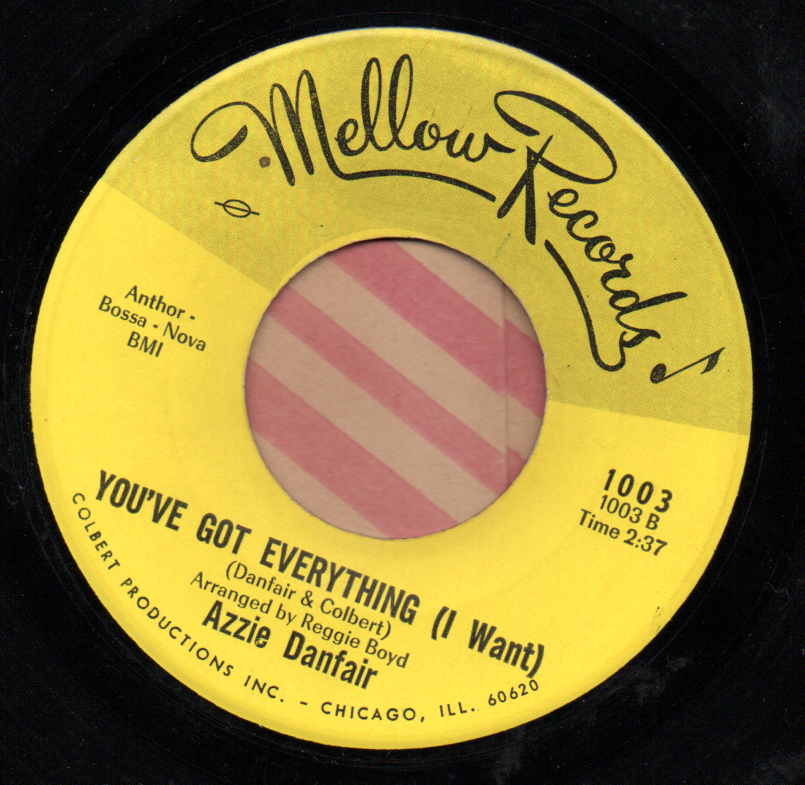 Mellow Records
Anthor -
Bossa - Nova
BMI
1003
1003 B
Time 2:37
YOU'VE GOT EVERYTHING (I Want)
(Danfair & Colbert)
Arranged by Reggie Boyd
Azzie Danfair
COLBERT PRODUCTIONS INC. – CHICAGO, ILL. 60620